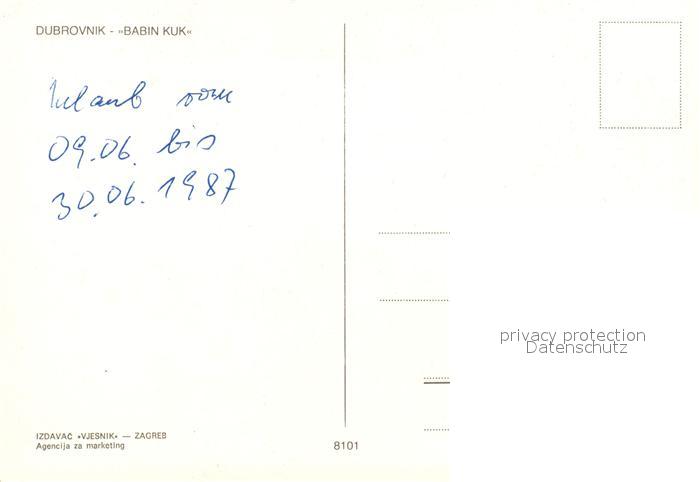 DUBROVNIK - »BABIN KUK«
Urlaub vom
09.06. bis
30.06.1987
privacy protection
Datenschutz
IZDAVAČ »VJESNIK« — ZAGREB
Agencija za marketing
8101